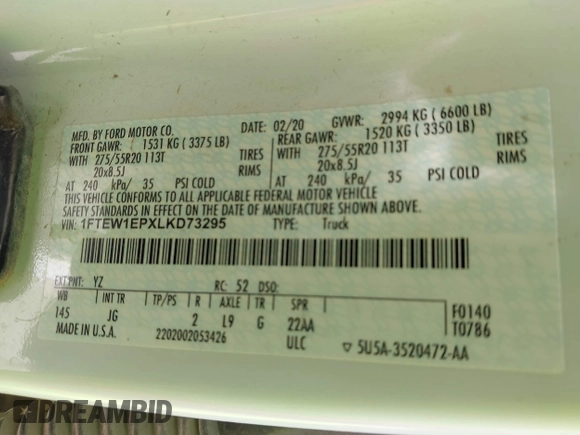 MFD. BY FORD MOTOR CO. 02/20 GVWR: 2994 KG ( 6600 LB)
FRONT GAWR: 1531 KG ( 3375 LB) REAR GAWR: 1520 KG ( 3350 LB)
WITH 275/55R20 113T TIRES WITH 275/55R20 113T TIRES
20x8.5J RIMS 20x8.5J RIMS
AT 240 kPa/ 35 PSI COLD AT 240 kPa/ 35 PSI COLD
THIS VEHICLE CONFORMS TO ALL APPLICABLE FEDERAL MOTOR VEHICLE
SAFETY STANDARDS IN EFFECT ON THE DATE OF MANUFACTURE SHOWN ABOVE.
VIN: 1FTEW1EPXLKD73295 TYPE: Truck
EXT PNT: YZ RC: 52 DSO:
WB INT TR TP/PS R AXLE TR SPR F0140
145 JG 2 L9 G 22AA T0786
MADE IN U.S.A. 2202002053426 ULC ▽ 5U5A-3520472-AA
DREAMBID